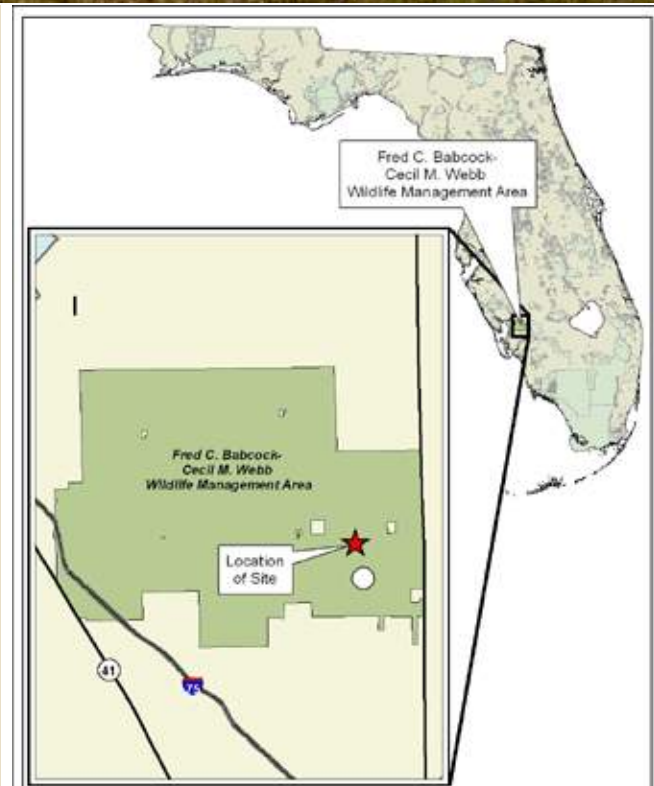 Fred C. Babcock-
Cecil M. Webb
Wildlife Management Area
Fred C. Babcock-
Cecil M. Webb
Wildlife Management Area
Location
of Site
41
75